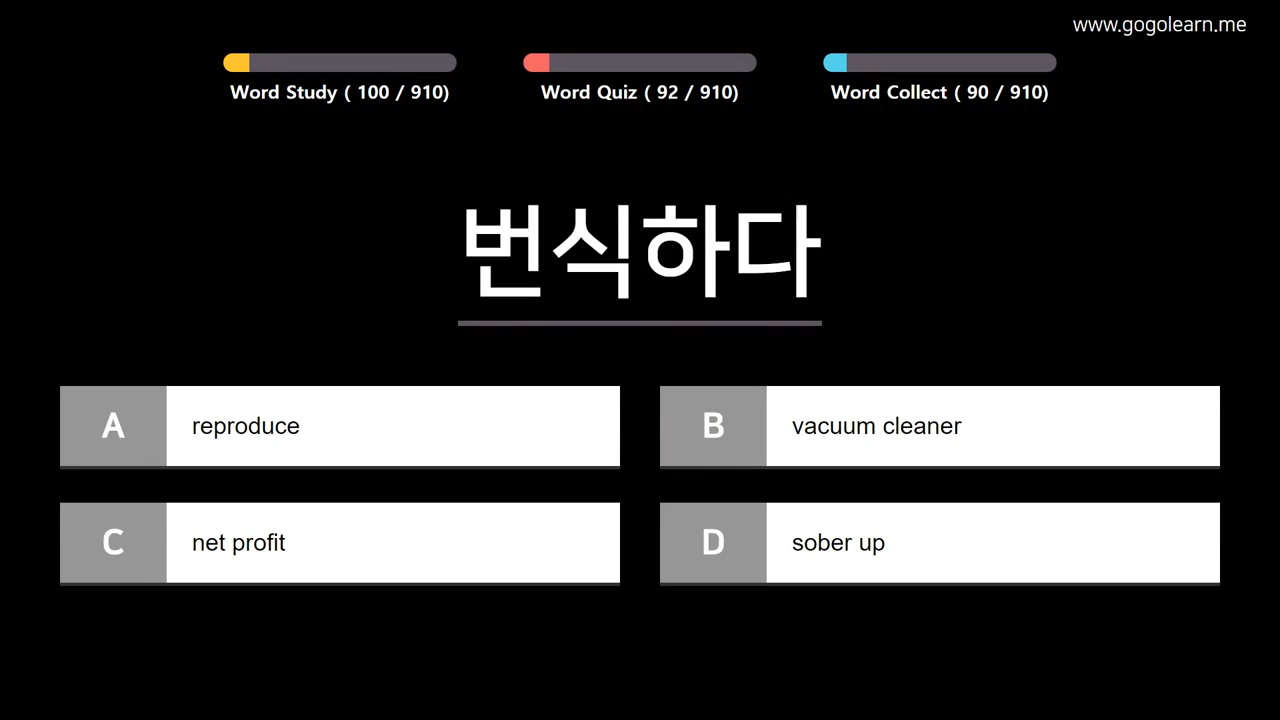 www.gogolearn.me
Word Study ( 100 / 910)
Word Quiz ( 92 / 910)
Word Collect ( 90 / 910)
번식하다
A reproduce
B vacuum cleaner
C net profit
D sober up